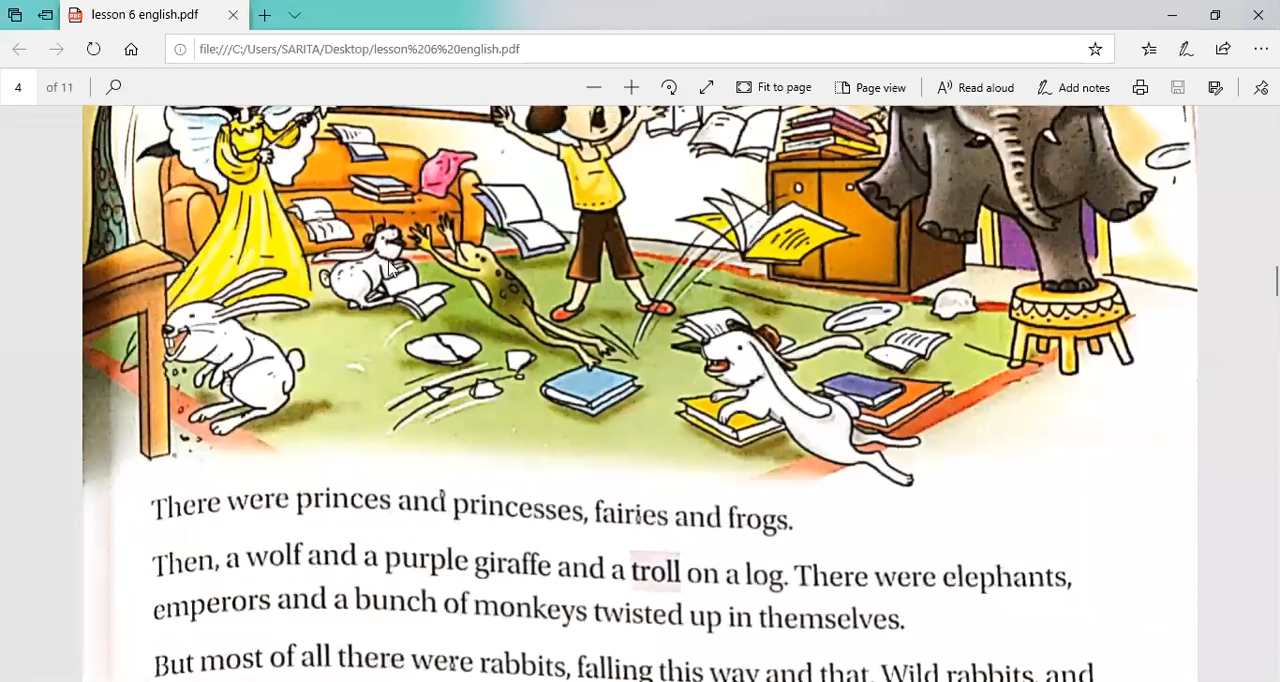 lesson 6 english.pdf
file:///C:/Users/SARITA/Desktop/lesson%206%20english.pdf
4 of 11 Fit to page Page view Read aloud Add notes
There were princes and princesses, fairies and frogs.
Then, a wolf and a purple giraffe and a troll on a log. There were elephants,
emperors and a bunch of monkeys twisted up in themselves.
But most of all there were rabbits, falling this way and that. Wild rabbits, and